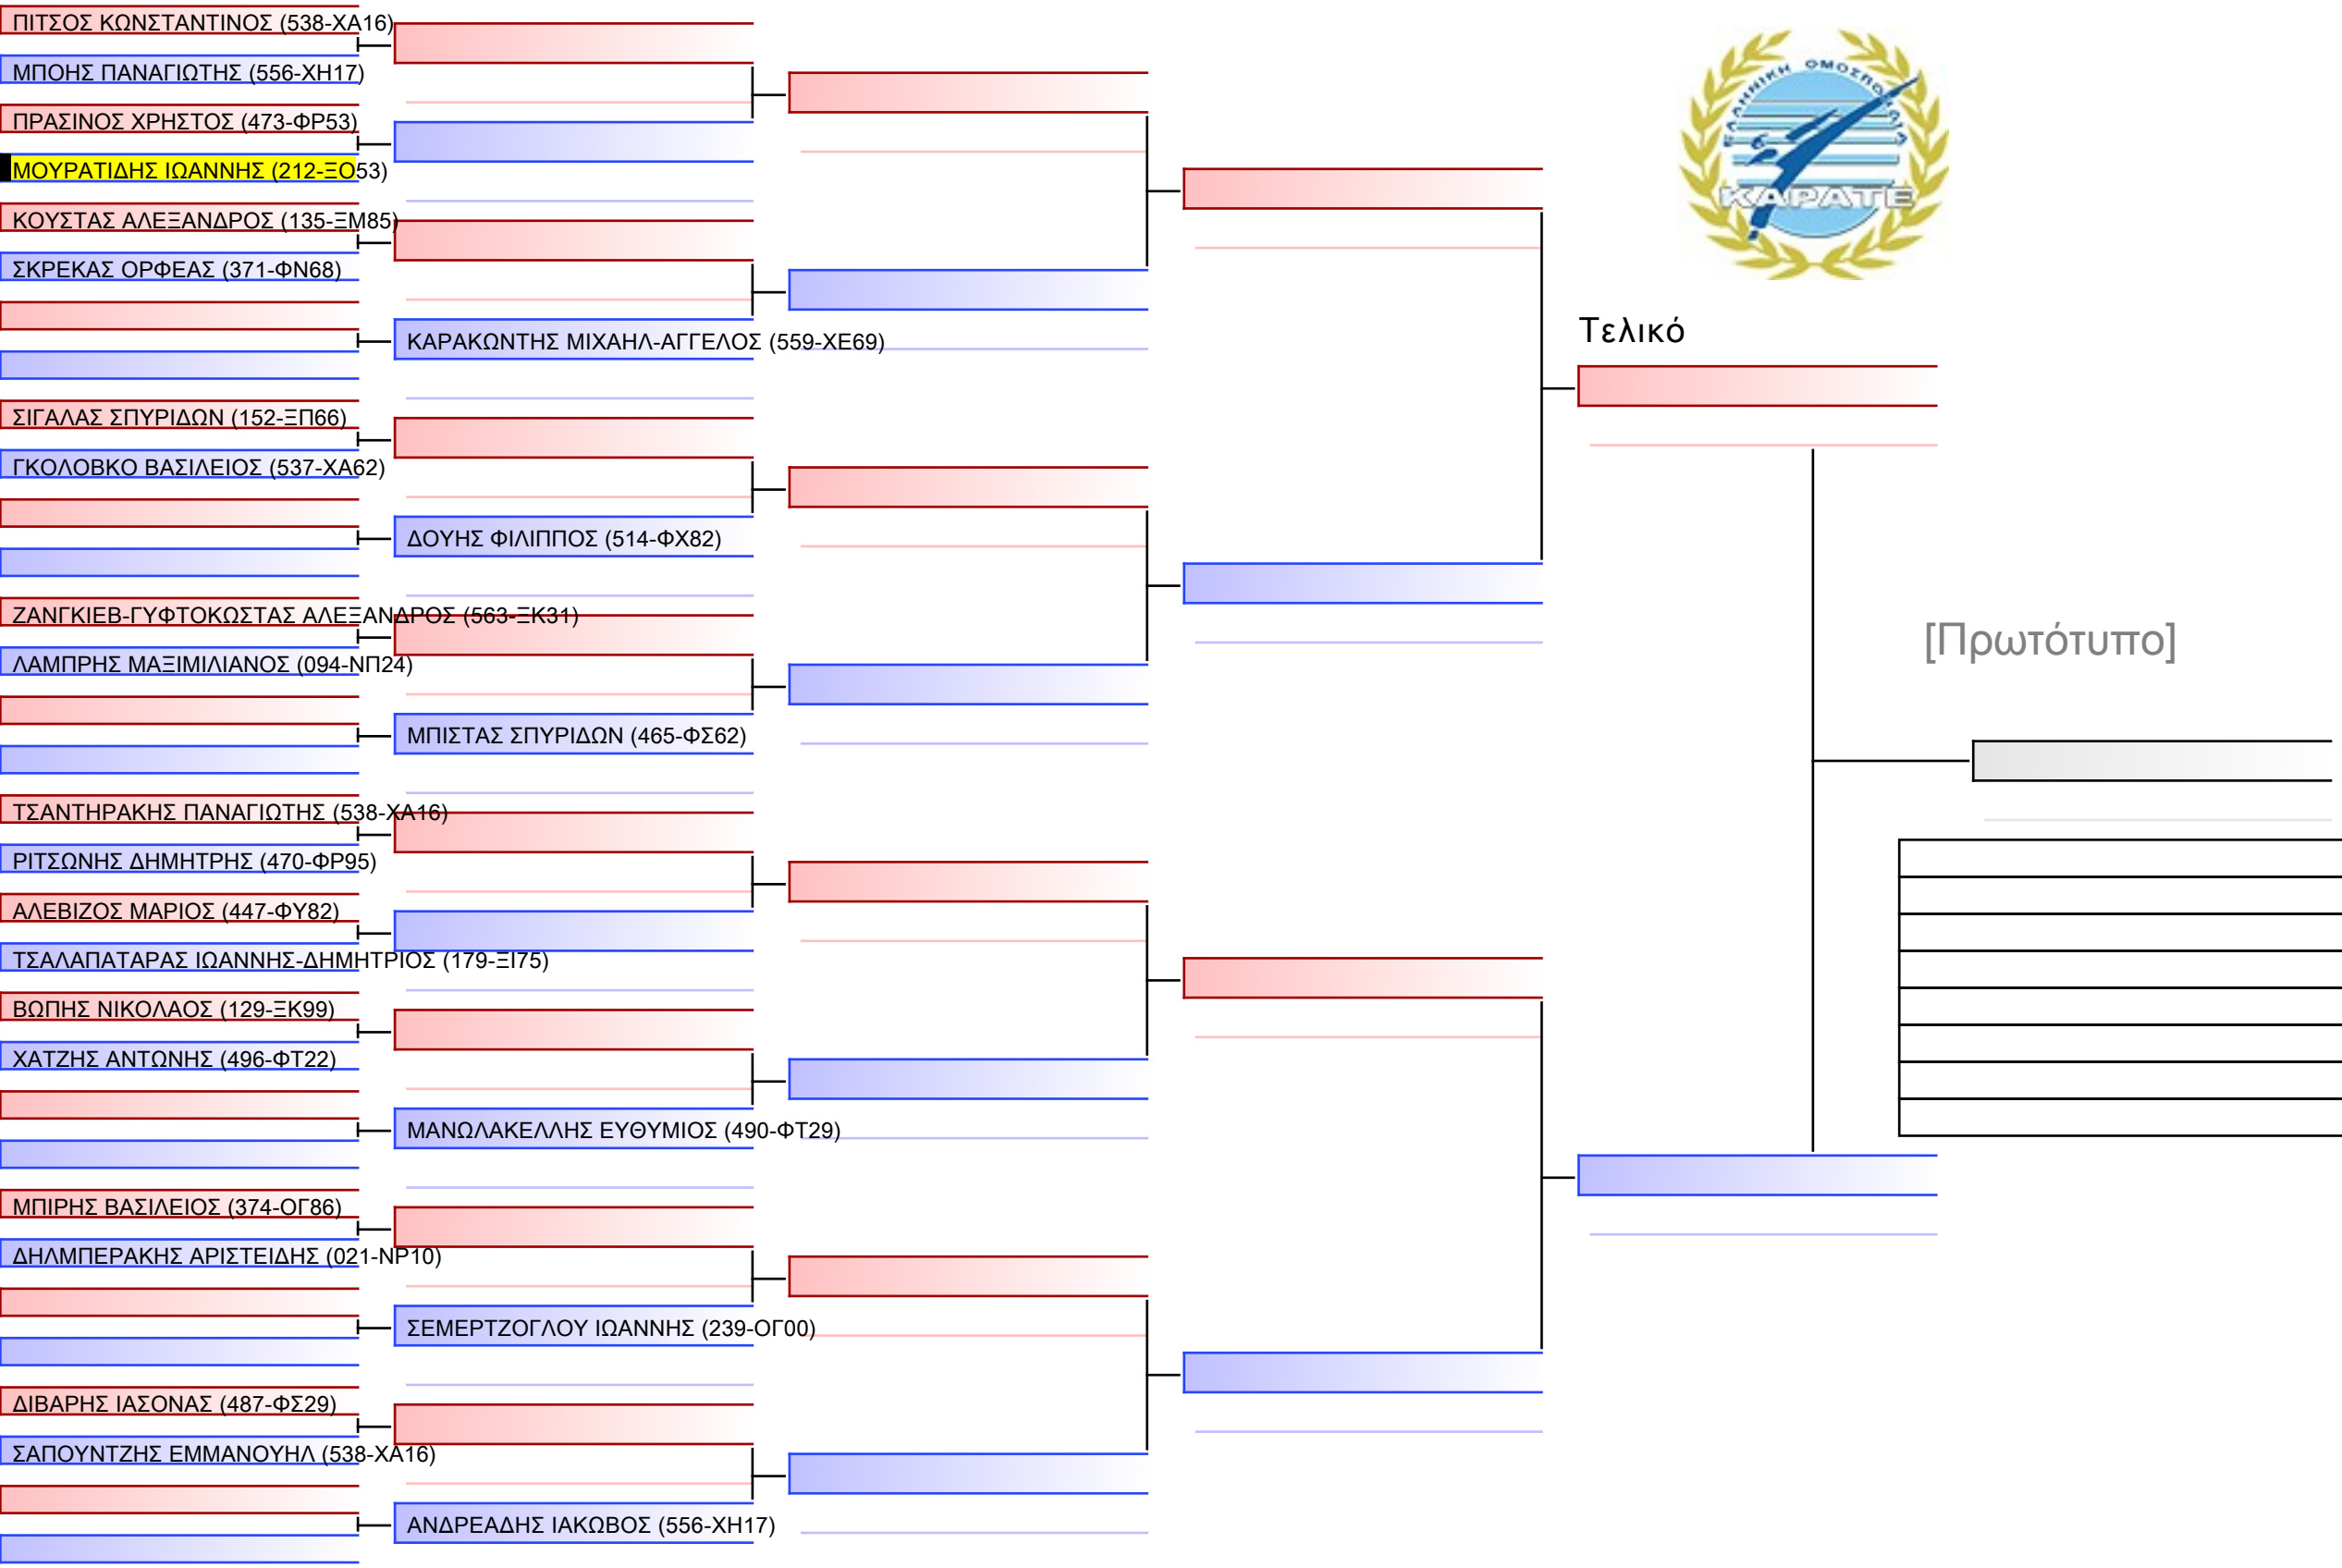 ΠΙΤΣΟΣ ΚΩΝΣΤΑΝΤΙΝΟΣ (538-ΧΑ16)
ΜΠΟΗΣ ΠΑΝΑΓΙΩΤΗΣ (556-ΧΗ17)
ΠΡΑΣΙΝΟΣ ΧΡΗΣΤΟΣ (473-ΦΡ53)
ΜΟΥΡΑΤΙΔΗΣ ΙΩΑΝΝΗΣ (212-ΞΟ53)
ΚΟΥΣΤΑΣ ΑΛΕΞΑΝΔΡΟΣ (135-ΞΜ85)
ΣΚΡΕΚΑΣ ΟΡΦΕΑΣ (371-ΦΝ68)
ΣΙΓΑΛΑΣ ΣΠΥΡΙΔΩΝ (152-ΞΠ66)
ΓΚΟΛΟΒΚΟ ΒΑΣΙΛΕΙΟΣ (537-ΧΑ62)
ΖΑΝΓΚΙΕΒ-ΓΥΦΤΟΚΩΣΤΑΣ ΑΛΕΞΑΝΔΡΟΣ (563-ΞΚ31)
ΛΑΜΠΡΗΣ ΜΑΞΙΜΙΛΙΑΝΟΣ (094-ΝΠ24)
ΤΣΑΝΤΗΡΑΚΗΣ ΠΑΝΑΓΙΩΤΗΣ (538-ΧΑ16)
ΡΙΤΣΩΝΗΣ ΔΗΜΗΤΡΗΣ (470-ΦΡ95)
ΑΛΕΒΙΖΟΣ ΜΑΡΙΟΣ (447-ΦΥ82)
ΤΣΑΛΑΠΑΤΑΡΑΣ ΙΩΑΝΝΗΣ-ΔΗΜΗΤΡΙΟΣ (179-ΞΙ75)
ΒΩΠΗΣ ΝΙΚΟΛΑΟΣ (129-ΞΚ99)
ΧΑΤΖΗΣ ΑΝΤΩΝΗΣ (496-ΦΤ22)
ΜΠΙΡΗΣ ΒΑΣΙΛΕΙΟΣ (374-ΟΓ86)
ΔΗΛΜΠΕΡΑΚΗΣ ΑΡΙΣΤΕΙΔΗΣ (021-ΝΡ10)
ΔΙΒΑΡΗΣ ΙΑΣΟΝΑΣ (487-ΦΣ29)
ΣΑΠΟΥΝΤΖΗΣ ΕΜΜΑΝΟΥΗΛ (538-ΧΑ16)
ΚΑΡΑΚΩΝΤΗΣ ΜΙΧΑΗΛ-ΑΓΓΕΛΟΣ (559-ΧΕ69)
ΔΟΥΗΣ ΦΙΛΙΠΠΟΣ (514-ΦΧ82)
ΜΠΙΣΤΑΣ ΣΠΥΡΙΔΩΝ (465-ΦΣ62)
ΜΑΝΩΛΑΚΕΛΛΗΣ ΕΥΘΥΜΙΟΣ (490-ΦΤ29)
ΣΕΜΕΡΤΖΟΓΛΟΥ ΙΩΑΝΝΗΣ (239-ΟΓ00)
ΑΝΔΡΕΑΔΗΣ ΙΑΚΩΒΟΣ (556-ΧΗ17)
ΕΛΛΗΝΙΚΗ ΟΜΟΣΠΟΝΔΙΑ
ΚΑΡΑΤΕ
Τελικό
[Πρωτότυπο]